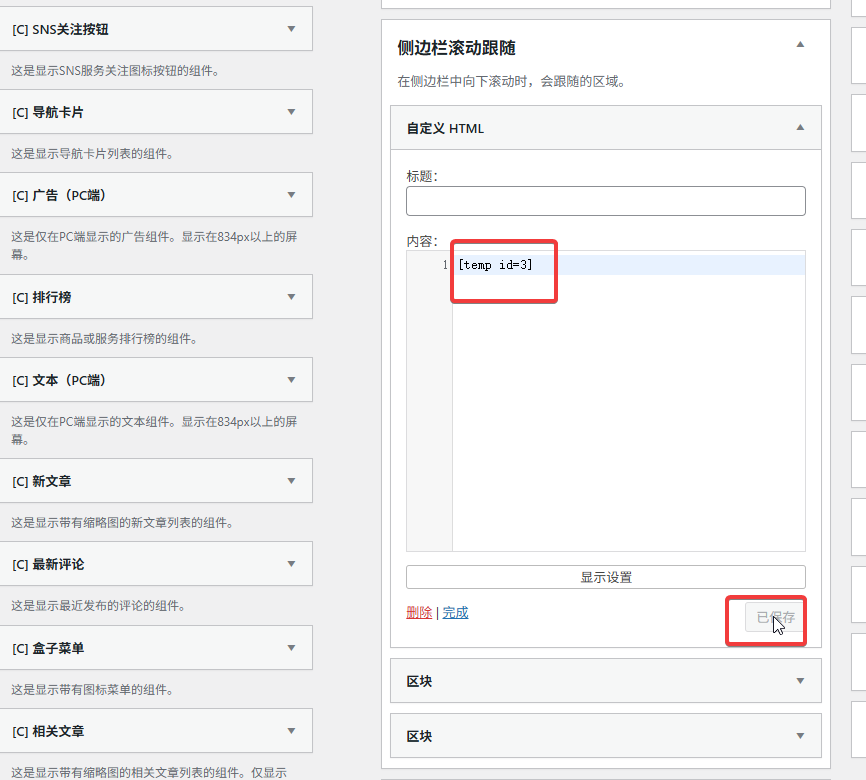 [C] SNS关注按钮
这是显示SNS服务关注图标按钮的组件。
[C] 导航卡片
这是显示导航卡片列表的组件。
[C] 广告（PC端）
这是仅在PC端显示的广告组件。显示在834px以上的屏
幕。
[C] 排行榜
这是显示商品或服务排行榜的组件。
[C] 文本（PC端）
这是仅在PC端显示的文本组件。显示在834px以上的屏
幕。
[C] 新文章
这是显示带有缩略图的新文章列表的组件。
[C] 最新评论
这是显示最近发布的评论的组件。
[C] 盒子菜单
这是显示带有图标菜单的组件。
[C] 相关文章
这是显示带有缩略图的相关文章列表的组件。仅显示
侧边栏滚动跟随
在侧边栏中向下滚动时，会跟随的区域。
自定义 HTML
标题：
内容：
1 [temp id=3]
显示设置
删除 | 完成
已保存
区块
区块